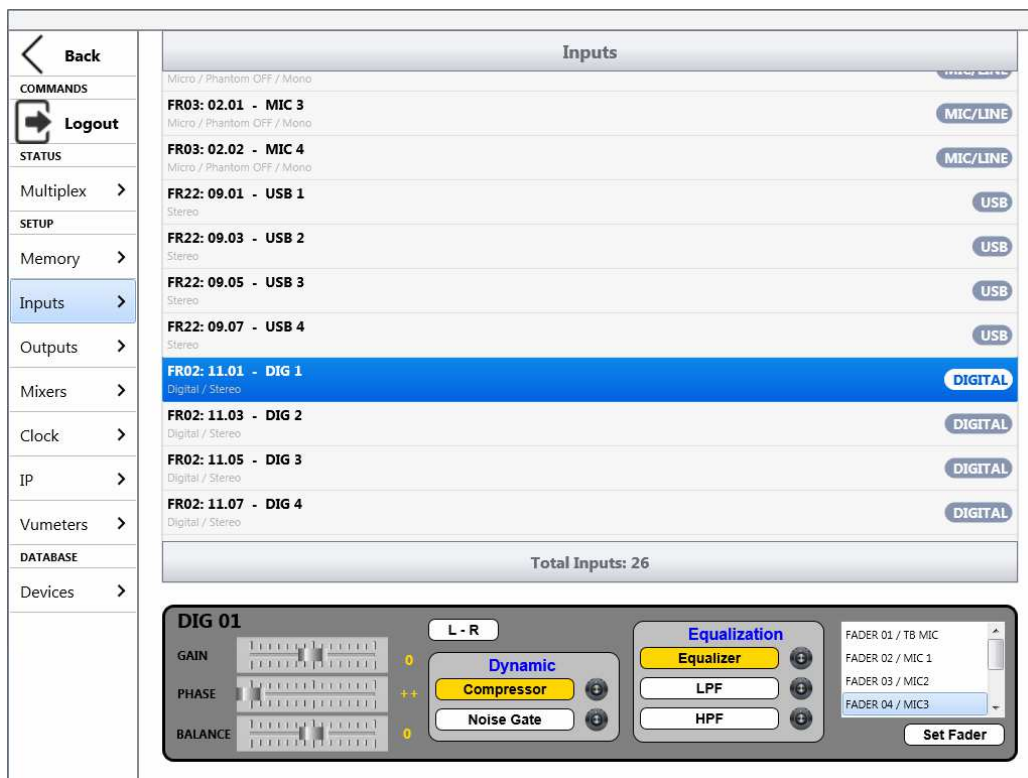 Back
COMMANDS
Logout
STATUS
Multiplex
SETUP
Memory
Inputs
Outputs
Mixers
Clock
IP
Vumeters
DATABASE
Devices
Inputs
Micro / Phantom OFF / Mono
MIC/LINE
FR03: 02.01 - MIC 3
Micro / Phantom OFF / Mono
MIC/LINE
FR03: 02.02 - MIC 4
Micro / Phantom OFF / Mono
MIC/LINE
FR22: 09.01 - USB 1
Stereo
USB
FR22: 09.03 - USB 2
Stereo
USB
FR22: 09.05 - USB 3
Stereo
USB
FR22: 09.07 - USB 4
Stereo
USB
FR02: 11.01 - DIG 1
Digital / Stereo
DIGITAL
FR02: 11.03 - DIG 2
Digital / Stereo
DIGITAL
FR02: 11.05 - DIG 3
Digital / Stereo
DIGITAL
FR02: 11.07 - DIG 4
Digital / Stereo
DIGITAL
Total Inputs: 26
DIG 01
GAIN 0
PHASE ++
BALANCE 0
L - R
Dynamic
Compressor
Noise Gate
Equalization
Equalizer
LPF
HPF
FADER 01 / TB MIC
FADER 02 / MIC 1
FADER 03 / MIC2
FADER 04 / MIC3
Set Fader